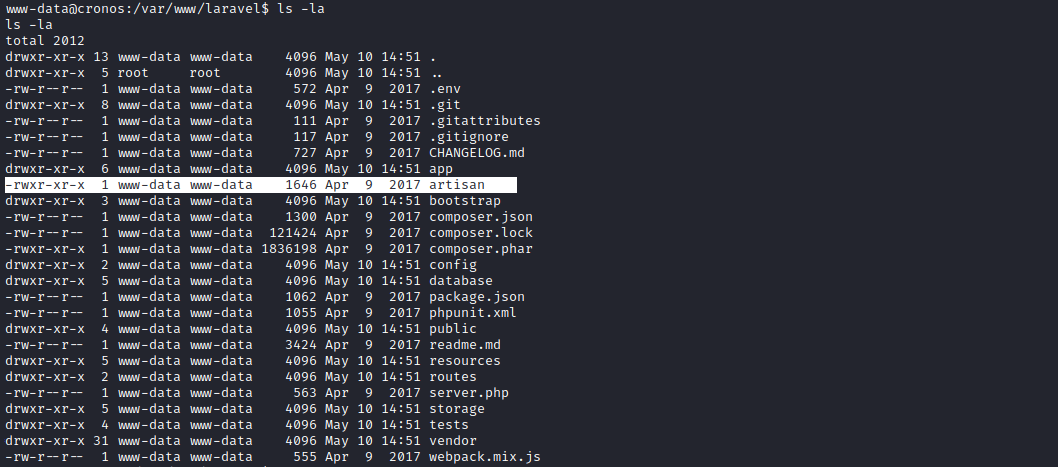 www-data@cronos:/var/www/laravel$ ls -la
ls -la
total 2012
drwxr-xr-x 13 www-data www-data    4096 May 10 14:51 .
drwxr-xr-x  5 root     root        4096 May 10 14:51 ..
-rw-r--r--  1 www-data www-data     572 Apr  9  2017 .env
drwxr-xr-x  8 www-data www-data    4096 May 10 14:51 .git
-rw-r--r--  1 www-data www-data     111 Apr  9  2017 .gitattributes
-rw-r--r--  1 www-data www-data     117 Apr  9  2017 .gitignore
-rw-r--r--  1 www-data www-data     727 Apr  9  2017 CHANGELOG.md
drwxr-xr-x  6 www-data www-data    4096 May 10 14:51 app
-rwxr-xr-x  1 www-data www-data    1646 Apr  9  2017 artisan
drwxr-xr-x  3 www-data www-data    4096 May 10 14:51 bootstrap
-rw-r--r--  1 www-data www-data    1300 Apr  9  2017 composer.json
-rw-r--r--  1 www-data www-data  121424 Apr  9  2017 composer.lock
-rw-r--r--  1 www-data www-data 1836198 Apr  9  2017 composer.phar
drwxr-xr-x  2 www-data www-data    4096 May 10 14:51 config
drwxr-xr-x  5 www-data www-data    4096 May 10 14:51 database
-rw-r--r--  1 www-data www-data    1062 Apr  9  2017 package.json
-rw-r--r--  1 www-data www-data    1055 Apr  9  2017 phpunit.xml
drwxr-xr-x  4 www-data www-data    4096 May 10 14:51 public
-rw-r--r--  1 www-data www-data    3424 Apr  9  2017 readme.md
drwxr-xr-x  5 www-data www-data    4096 May 10 14:51 resources
drwxr-xr-x  2 www-data www-data    4096 May 10 14:51 routes
-rw-r--r--  1 www-data www-data     563 Apr  9  2017 server.php
drwxr-xr-x  5 www-data www-data    4096 May 10 14:51 storage
drwxr-xr-x  4 www-data www-data    4096 May 10 14:51 tests
drwxr-xr-x 31 www-data www-data    4096 May 10 14:51 vendor
-rw-r--r--  1 www-data www-data     555 Apr  9  2017 webpack.mix.js